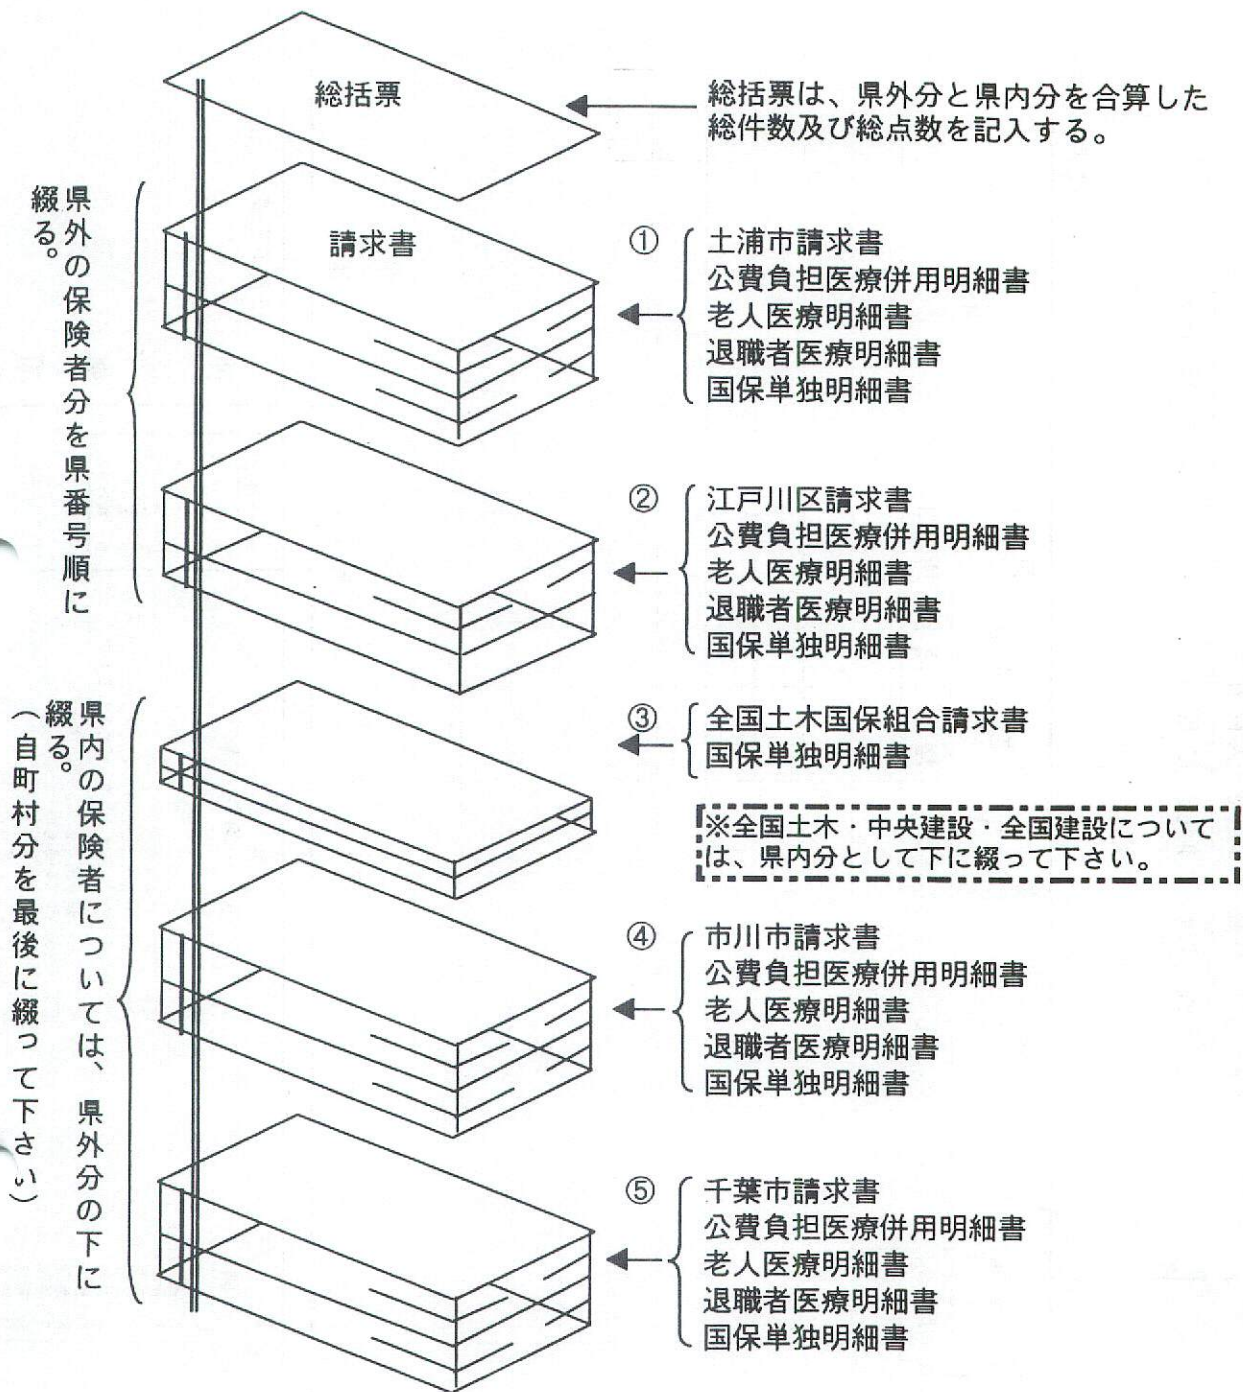 総括票
総括票は、県外分と県内分を合算した
総件数及び総点数を記入する。
県外の保険者分を県番号順に
綴る。
請求書
①
土浦市請求書
公費負担医療併用明細書
老人医療明細書
退職者医療明細書
国保単独明細書
②
江戸川区請求書
公費負担医療併用明細書
老人医療明細書
退職者医療明細書
国保単独明細書
県内の保険者については、県外分の下に
綴る。
（自町村分を最後に綴って下さい）
③
全国土木国保組合請求書
国保単独明細書
※全国土木・中央建設・全国建設について
は、県内分として下に綴って下さい。
④
市川市請求書
公費負担医療併用明細書
老人医療明細書
退職者医療明細書
国保単独明細書
⑤
千葉市請求書
公費負担医療併用明細書
老人医療明細書
退職者医療明細書
国保単独明細書